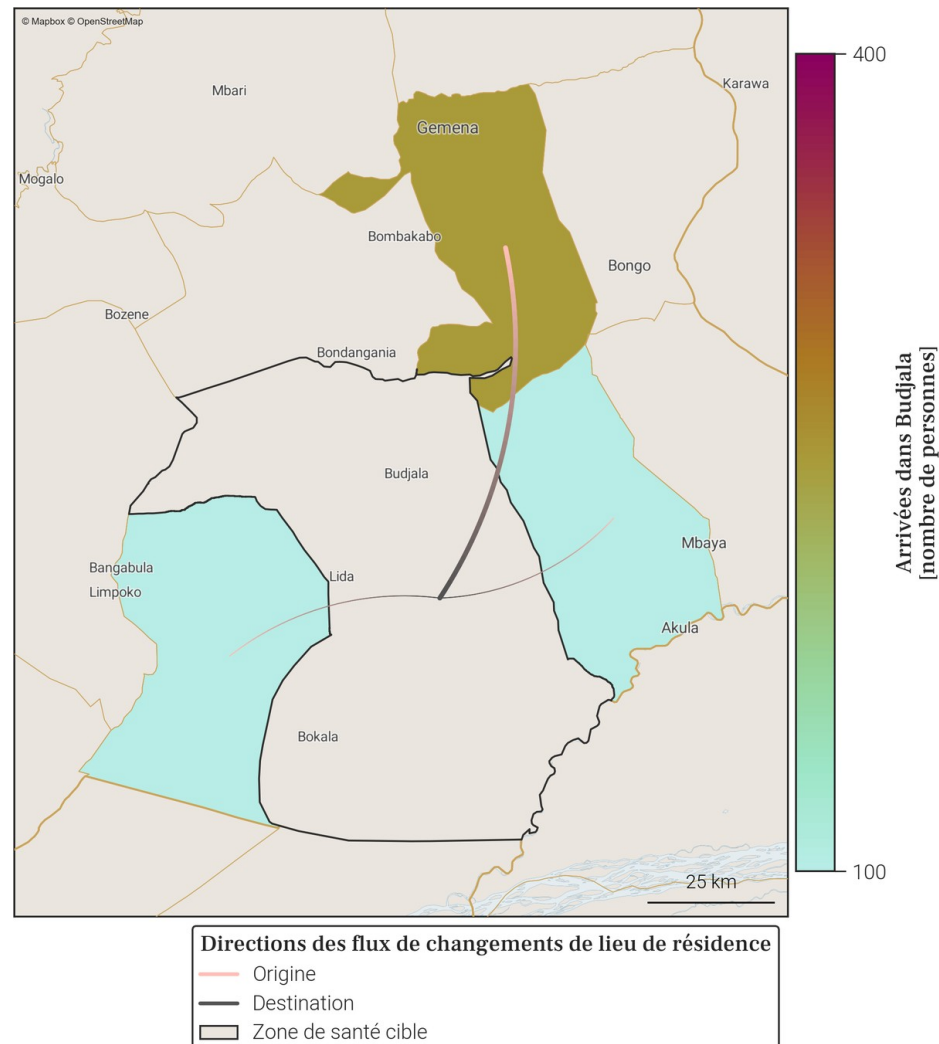 © Mapbox © OpenStreetMap
Mbari
Karawa
Gemena
Mogalo
Bombakabo
Bongo
Bozene
Bondangania
Budjala
Mbaya
Bangabula
Lida
Limpoko
Akula
Bokala
25 km
400
Arrivées dans Budjala
[nombre de personnes]
100
Directions des flux de changements de lieu de résidence
Origine
Destination
Zone de santé cible